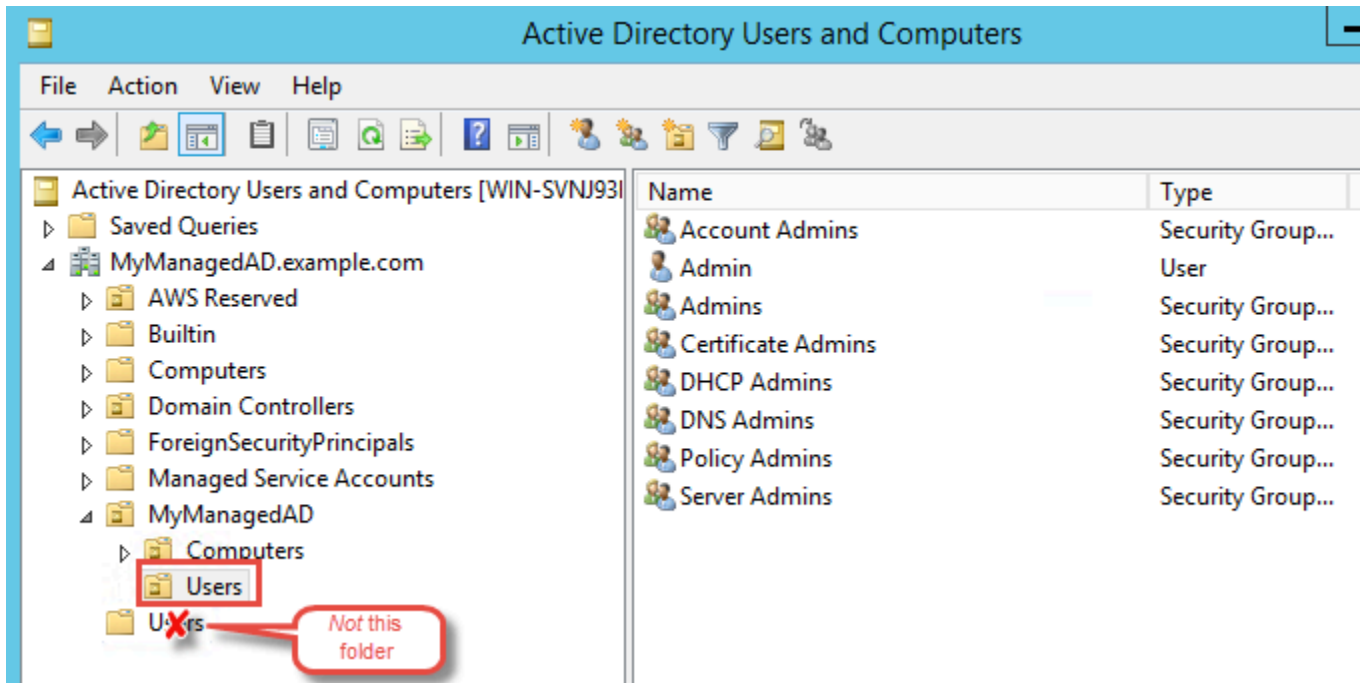 Active Directory Users and Computers
File Action View Help
Active Directory Users and Computers [WIN-SVNJ93I
Saved Queries
MyManagedAD.example.com
AWS Reserved
Builtin
Computers
Domain Controllers
ForeignSecurityPrincipals
Managed Service Accounts
MyManagedAD
Computers
Users
Users
Not this
folder
Name Type
Account Admins Security Group...
Admin User
Admins Security Group...
Certificate Admins Security Group...
DHCP Admins Security Group...
DNS Admins Security Group...
Policy Admins Security Group...
Server Admins Security Group...